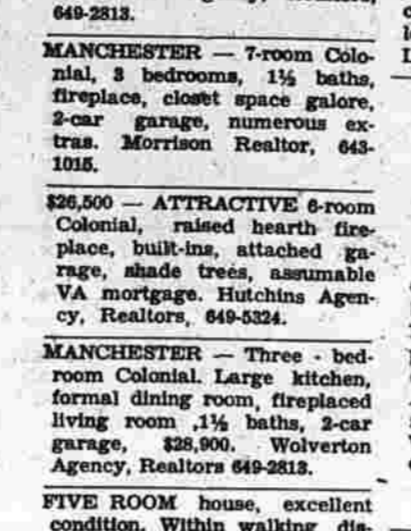 649-2813.
MANCHESTER — 7-room Colo-
nial, 3 bedrooms, 1½ baths,
fireplace, closet space galore,
2-car garage, numerous ex-
tras. Morrison Realtor, 643-
1015.
$26,500 — ATTRACTIVE 6-room
Colonial, raised hearth fire-
place, built-ins, attached ga-
rage, shade trees, assumable
VA mortgage. Hutchins Agen-
cy, Realtors, 649-5324.
MANCHESTER — Three - bed-
room Colonial. Large kitchen,
formal dining room, fireplaced
living room ,1½ baths, 2-car
garage, $28,900. Wolverton
Agency, Realtors 649-2813.
FIVE ROOM house, excellent
condition. Within walking dis-